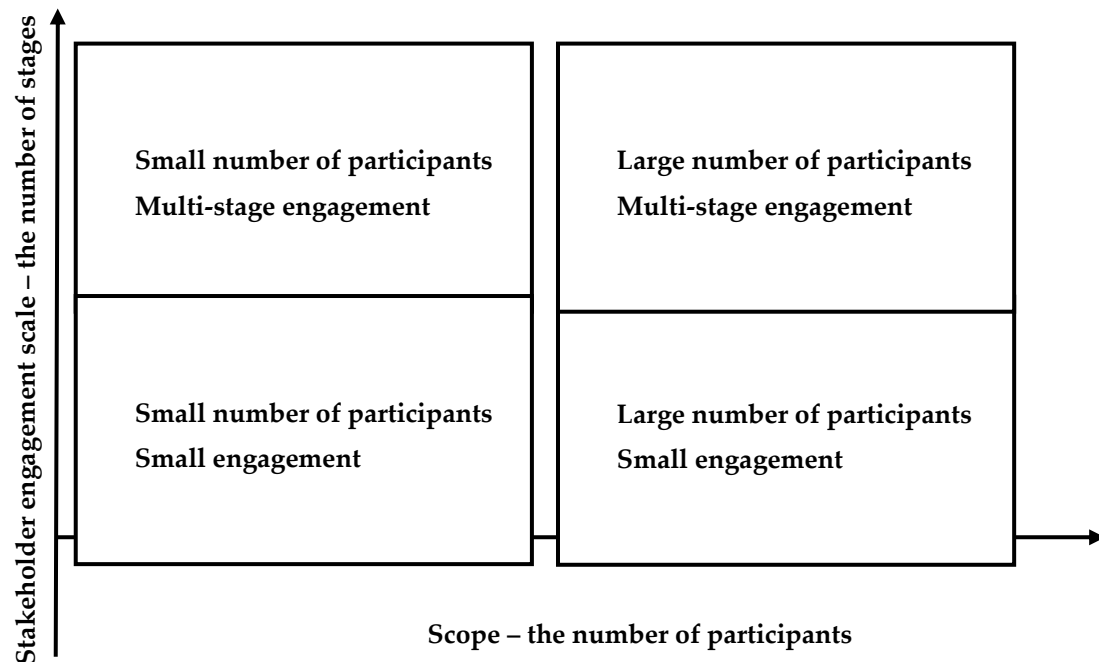 Stakeholder engagement scale – the number of stages
Small number of participants
Multi-stage engagement
Large number of participants
Multi-stage engagement
Small number of participants
Small engagement
Large number of participants
Small engagement
Scope – the number of participants